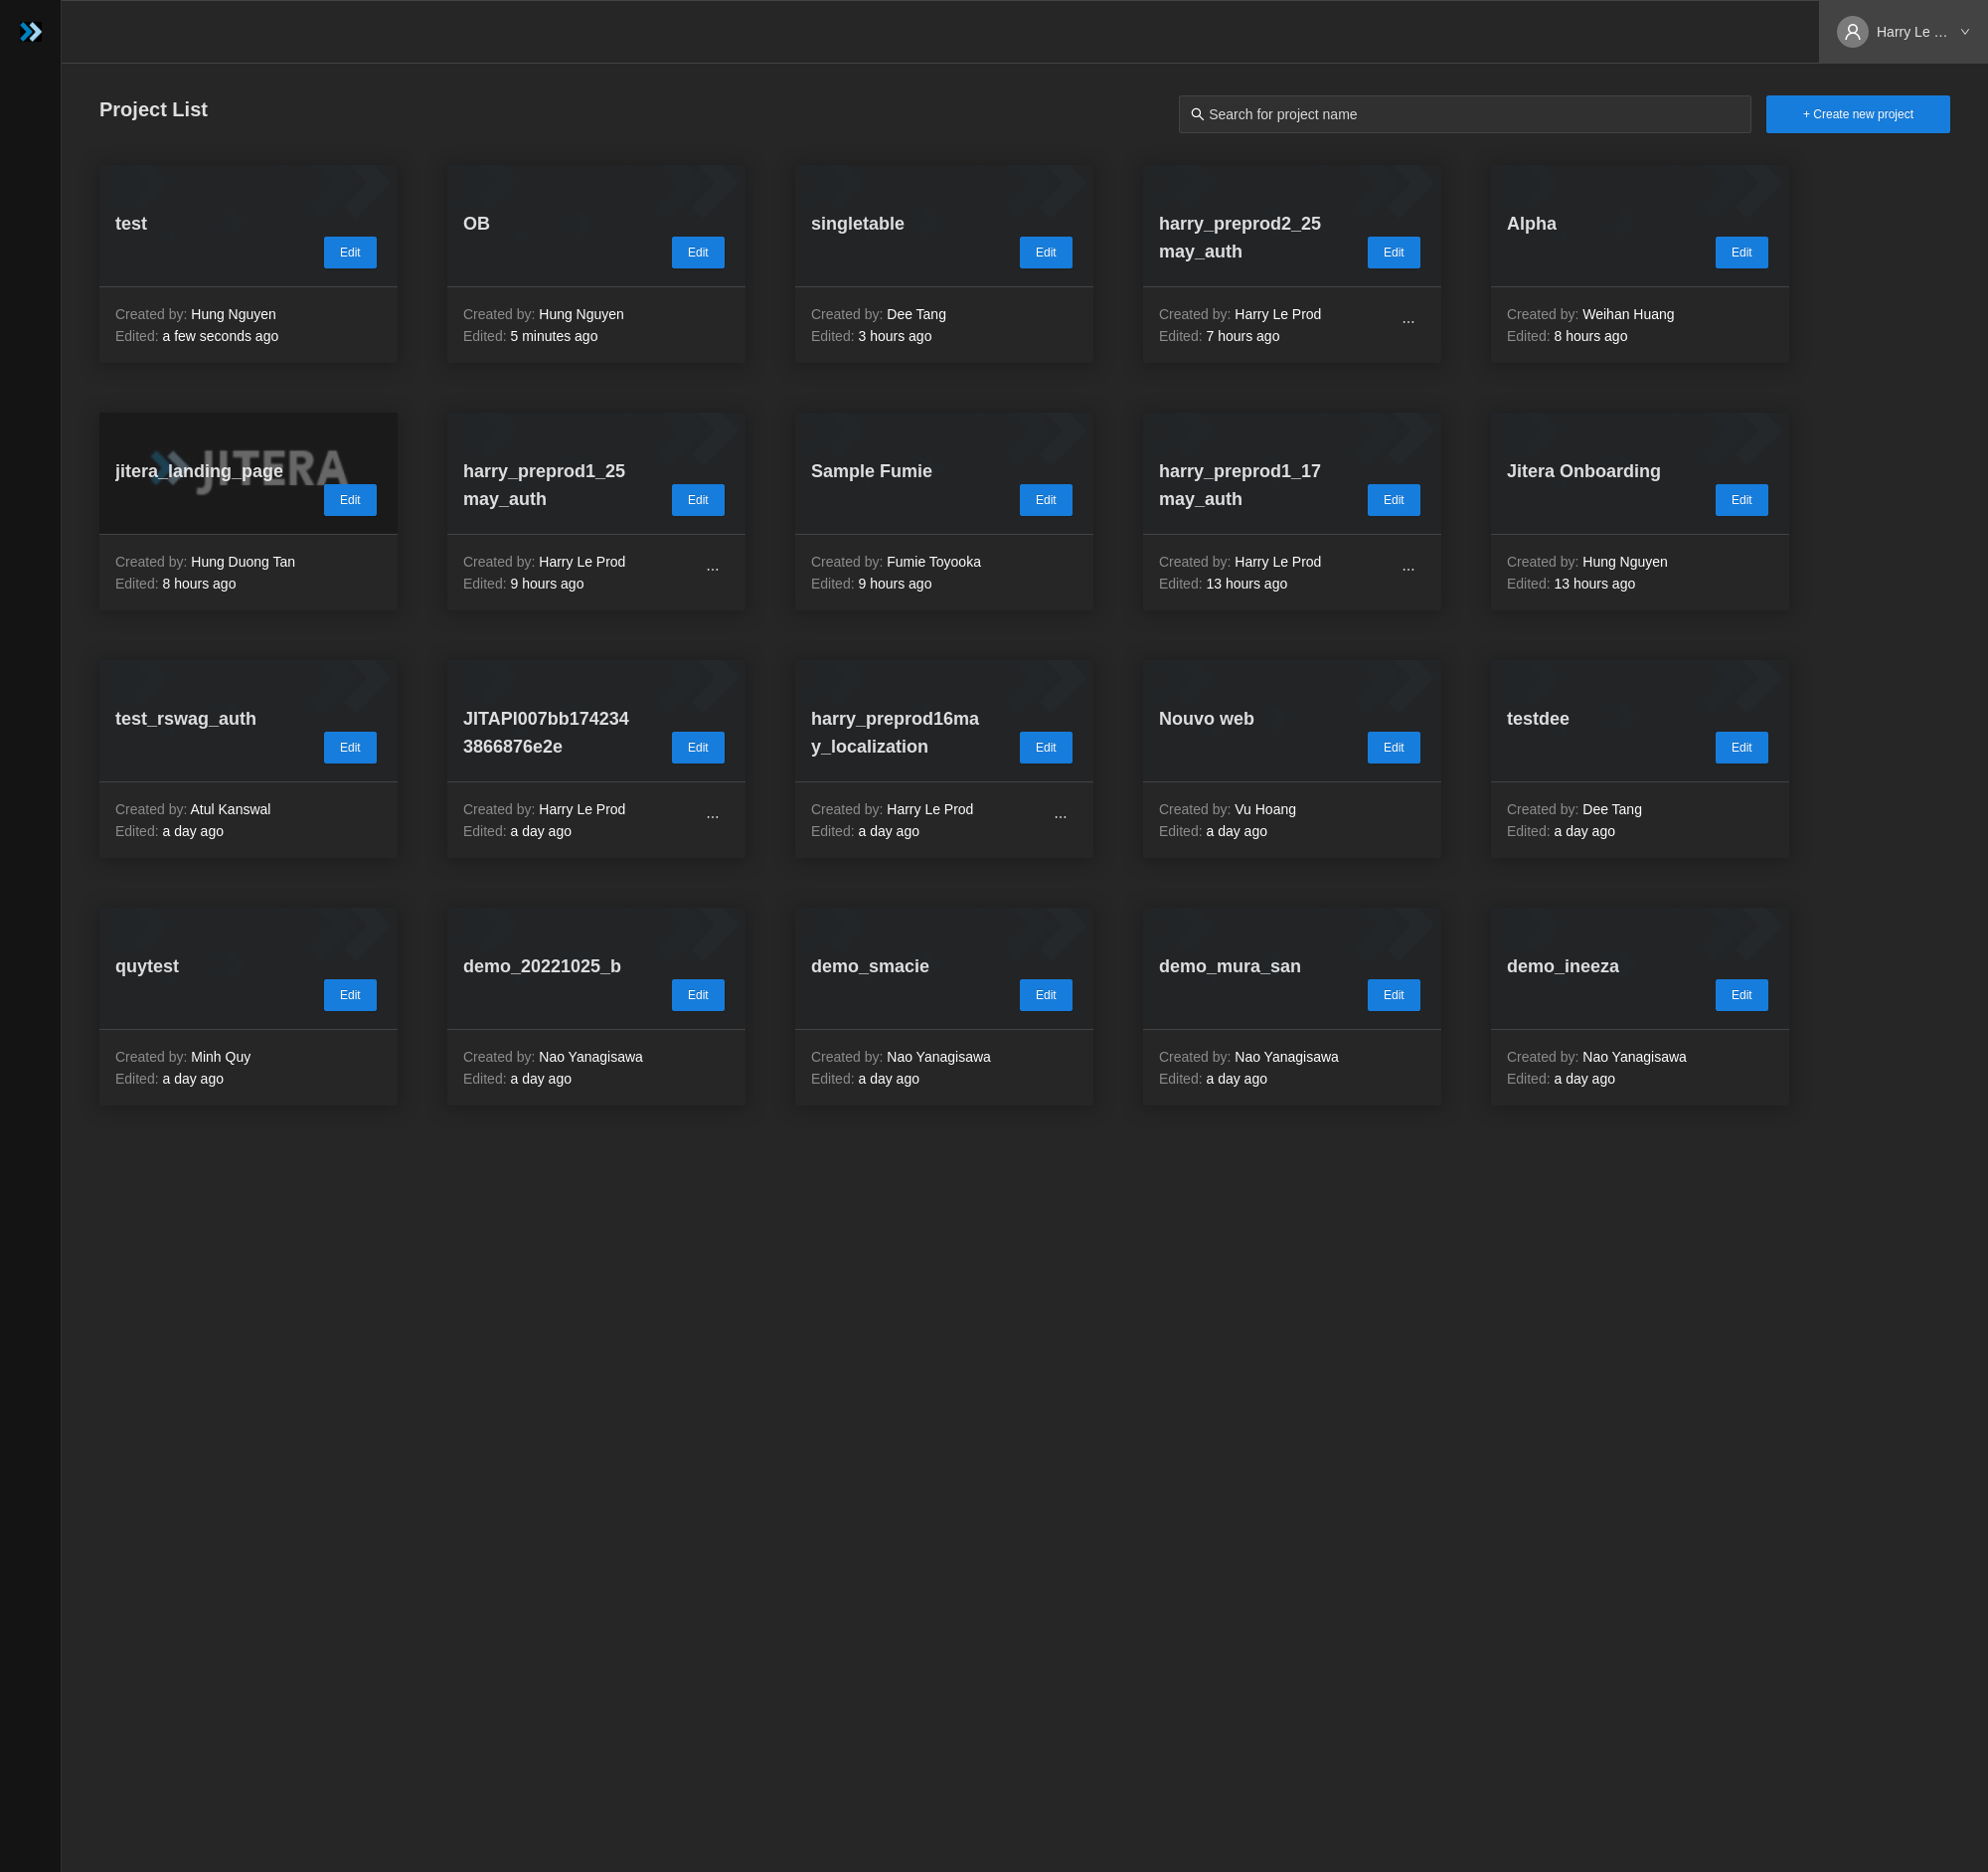 Harry Le ...
Project List
Search for project name
+ Create new project
test
Edit
Created by: Hung Nguyen
Edited: a few seconds ago
OB
Edit
Created by: Hung Nguyen
Edited: 5 minutes ago
singletable
Edit
Created by: Dee Tang
Edited: 3 hours ago
harry_preprod2_25
may_auth
Edit
Created by: Harry Le Prod
Edited: 7 hours ago
...
Alpha
Edit
Created by: Weihan Huang
Edited: 8 hours ago
JITERA
jitera_landing_page
Edit
Created by: Hung Duong Tan
Edited: 8 hours ago
harry_preprod1_25
may_auth
Edit
Created by: Harry Le Prod
Edited: 9 hours ago
...
Sample Fumie
Edit
Created by: Fumie Toyooka
Edited: 9 hours ago
harry_preprod1_17
may_auth
Edit
Created by: Harry Le Prod
Edited: 13 hours ago
...
Jitera Onboarding
Edit
Created by: Hung Nguyen
Edited: 13 hours ago
test_rswag_auth
Edit
Created by: Atul Kanswal
Edited: a day ago
JITAPI007bb174234
3866876e2e
Edit
Created by: Harry Le Prod
Edited: a day ago
...
harry_preprod16ma
y_localization
Edit
Created by: Harry Le Prod
Edited: a day ago
...
Nouvo web
Edit
Created by: Vu Hoang
Edited: a day ago
testdee
Edit
Created by: Dee Tang
Edited: a day ago
quytest
Edit
Created by: Minh Quy
Edited: a day ago
demo_20221025_b
Edit
Created by: Nao Yanagisawa
Edited: a day ago
demo_smacie
Edit
Created by: Nao Yanagisawa
Edited: a day ago
demo_mura_san
Edit
Created by: Nao Yanagisawa
Edited: a day ago
demo_ineeza
Edit
Created by: Nao Yanagisawa
Edited: a day ago